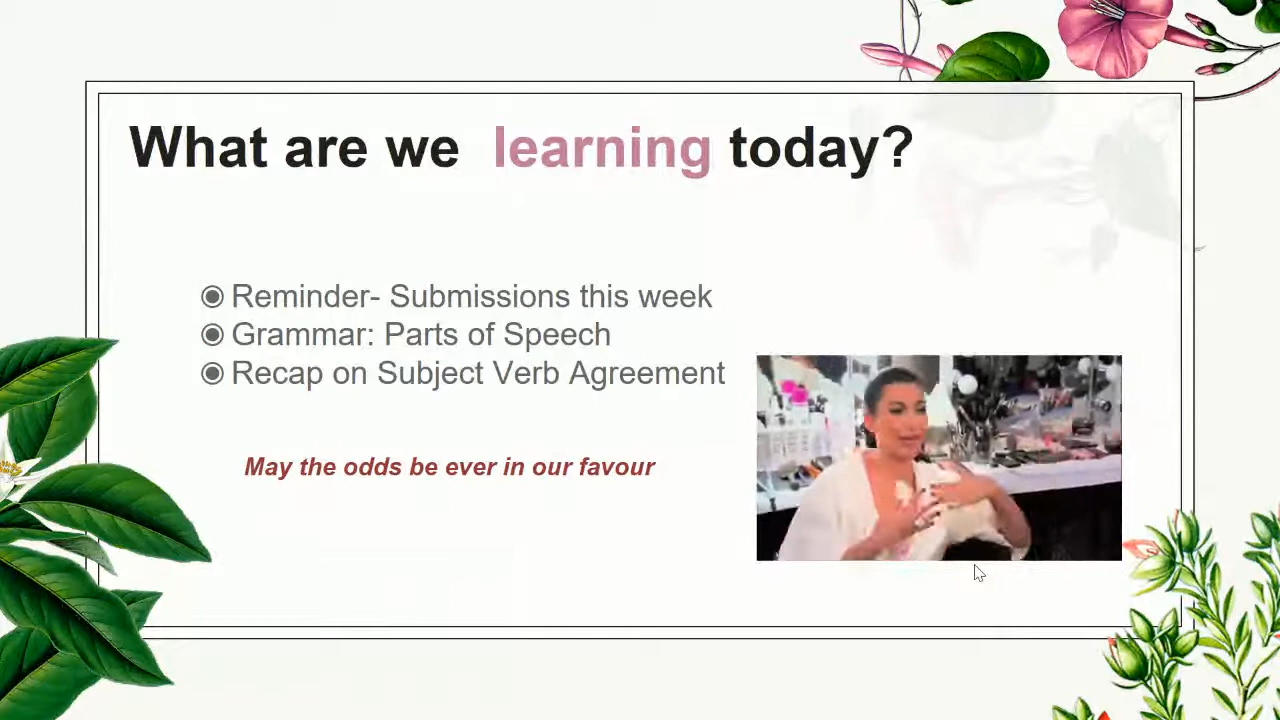 What are we learning today?
Reminder- Submissions this week
Grammar: Parts of Speech
Recap on Subject Verb Agreement
May the odds be ever in our favour